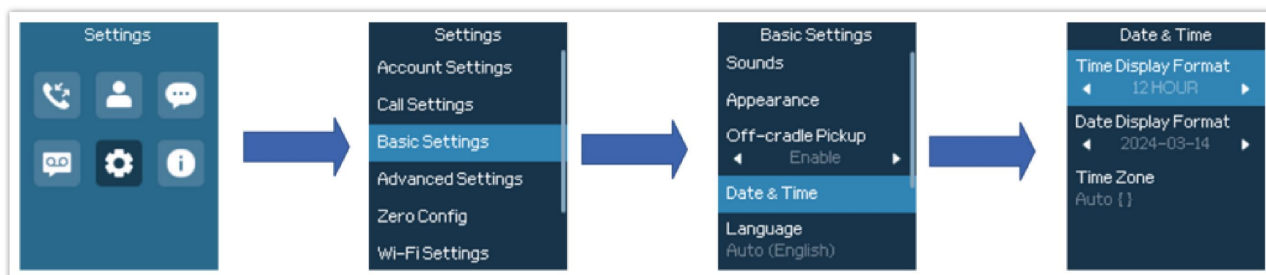 Settings
Settings
Account Settings
Call Settings
Basic Settings
Advanced Settings
Zero Config
Wi-Fi Settings
Basic Settings
Sounds
Appearance
Off-cradle Pickup
Enable
Date & Time
Language
Auto (English)
Date & Time
Time Display Format
12 HOUR
Date Display Format
2024-03-14
Time Zone
Auto { }